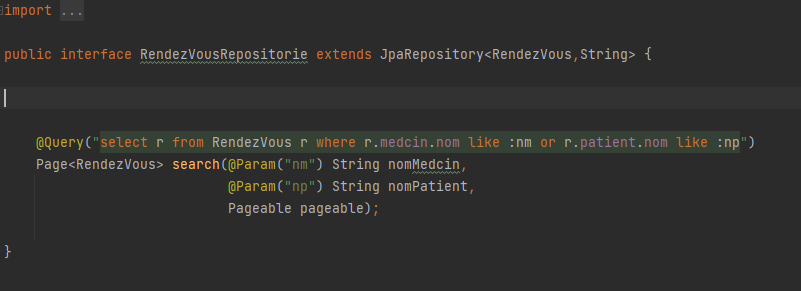 import ...
public interface RendezVousRepositorie extends JpaRepository<RendezVous,String> {
@Query("select r from RendezVous r where r.medcin.nom like :nm or r.patient.nom like :np")
Page<RendezVous> search(@Param("nm") String nomMedcin,
@Param("np") String nomPatient,
Pageable pageable);
}